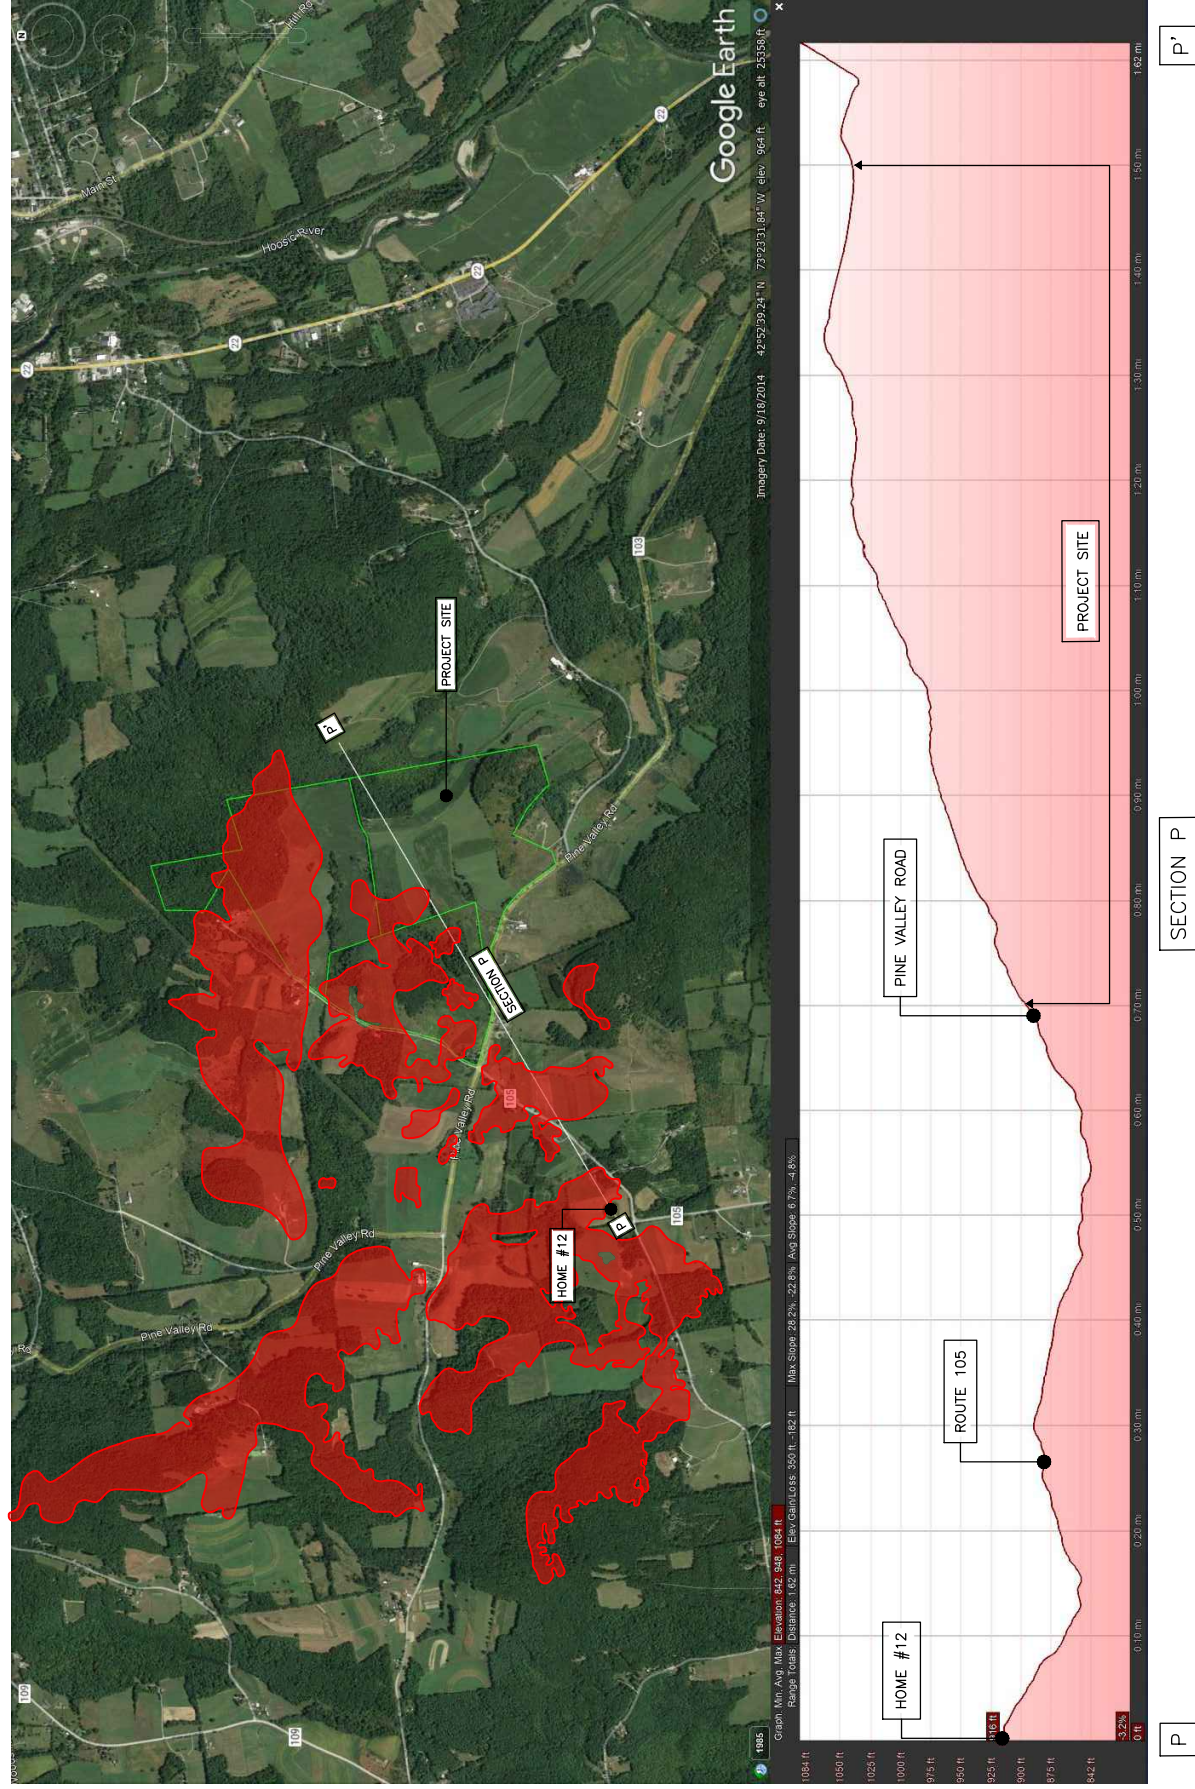 N
Hill Rd
Main St
Hoosic River
22
22
22
22
Google Earth
Imagery Date: 9/18/2014 42°52'39.24" N 73°23'31.84" W elev 964 ft eye alt 25358 ft
103
PROJECT SITE
P'
Pine Valley Rd
SECTION P
105
Pine Valley Rd
HOME #12
P
105
Pine Valley Rd
Pine Valley Rd
Rd
109
109
1985
Graph: Min, Avg, Max Elevation: 842, 948, 1084 ft
Range Totals: Distance: 1.62 mi Elev Gain/Loss: 350 ft, -182 ft Max Slope: 28.2%, -22.8% Avg Slope: 6.7%, -4.8%
1084 ft
1050 ft
1025 ft
1000 ft
975 ft
950 ft
925 ft
900 ft
875 ft
842 ft
916 ft
-3.2%
HOME #12
ROUTE 105
PINE VALLEY ROAD
PROJECT SITE
0 ft
0.10 mi
0.20 mi
0.30 mi
0.40 mi
0.50 mi
0.60 mi
0.70 mi
0.80 mi
0.90 mi
1.00 mi
1.10 mi
1.20 mi
1.30 mi
1.40 mi
1.50 mi
1.62 mi
P
SECTION P
P'